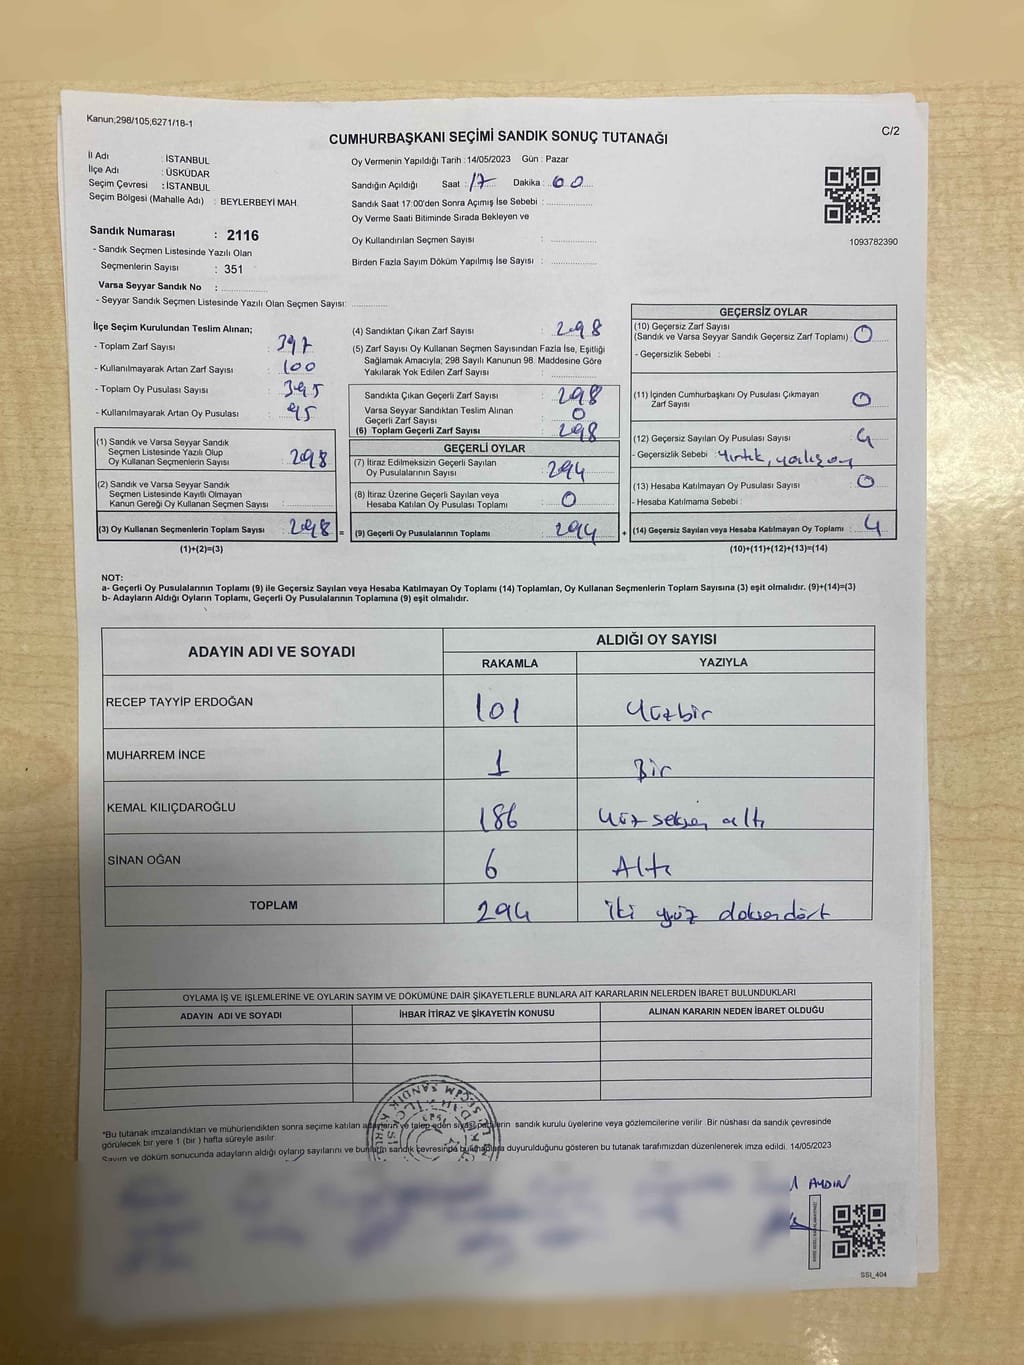 Kanun;298/105,6271/18-1
CUMHURBAŞKANI SEÇİMİ SANDIK SONUÇ TUTANAĞI
C/2
İl Adı : İSTANBUL
İlçe Adı : ÜSKÜDAR
Seçim Çevresi : İSTANBUL
Seçim Bölgesi (Mahalle Adı) : BEYLERBEYİ MAH.
Sandık Numarası : 2116
- Sandık Seçmen Listesinde Yazılı Olan
Seçmenlerin Sayısı : 351
Varsa Seyyar Sandık No :
- Seyyar Sandık Seçmen Listesinde Yazılı Olan Seçmen Sayısı:
Oy Vermenin Yapıldığı Tarih : 14/05/2023 Gün : Pazar
Sandığın Açıldığı Saat : 17 Dakika : 00
Sandık Saat 17:00'den Sonra Açımış İse Sebebi :
Oy Verme Saati Bitiminde Sırada Bekleyen ve
Oy Kullandırılan Seçmen Sayısı :
Birden Fazla Sayım Döküm Yapılmış İse Sayısı :
1093782390
İlçe Seçim Kurulundan Teslim Alınan;
- Toplam Zarf Sayısı : 397
- Kullanılmayarak Artan Zarf Sayısı : 100
- Toplam Oy Pusulası Sayısı : 395
- Kullanılmayarak Artan Oy Pusulası : 95
(1) Sandık ve Varsa Seyyar Sandık
Seçmen Listesinde Yazılı Olup
Oy Kullanan Seçmenlerin Sayısı : 298
(2) Sandık ve Varsa Seyyar Sandık
Seçmen Listesinde Kayıtlı Olmayan
Kanun Gereği Oy Kullanan Seçmen Sayısı :
(3) Oy Kullanan Seçmenlerin Toplam Sayısı : 298 =
(1)+(2)=(3)
(4) Sandıktan Çıkan Zarf Sayısı : 298
(5) Zarf Sayısı Oy Kullanan Seçmen Sayısından Fazla İse, Eşitliği
Sağlamak Amacıyla; 298 Sayılı Kanunun 98. Maddesine Göre
Yakılarak Yok Edilen Zarf Sayısı :
Sandıkta Çıkan Geçerli Zarf Sayısı : 298
Varsa Seyyar Sandıktan Teslim Alınan
Geçerli Zarf Sayısı : 0
(6) Toplam Geçerli Zarf Sayısı : 298
GEÇERLİ OYLAR
(7) İtiraz Edilmeksizin Geçerli Sayılan
Oy Pusulalarının Sayısı : 294
(8) İtiraz Üzerine Geçerli Sayılan veya
Hesaba Katılan Oy Pusulası Toplamı : 0
(9) Geçerli Oy Pusulalarının Toplamı : 294 +
GEÇERSİZ OYLAR
(10) Geçersiz Zarf Sayısı
(Sandık ve Varsa Seyyar Sandık Geçersiz Zarf Toplamı) : 0
- Geçersizlik Sebebi :
(11) İçinden Cumhurbaşkanı Oy Pusulası Çıkmayan
Zarf Sayısı : 0
(12) Geçersiz Sayılan Oy Pusulası Sayısı : 4
- Geçersizlik Sebebi : Yırtık,
(13) Hesaba Katılmayan Oy Pusulası Sayısı : 0
- Hesaba Katılmama Sebebi :
(14) Geçersiz Sayılan veya Hesaba Katılmayan Oy Toplamı : 4
(10)+(11)+(12)+(13)=(14)
NOT:
a- Geçerli Oy Pusulalarının Toplamı (9) ile Geçersiz Sayılan veya Hesaba Katılmayan Oy Toplamı (14) Toplamları, Oy Kullanan Seçmenlerin Toplam Sayısına (3) eşit olmalıdır. (9)+(14)=(3)
b- Adayların Aldığı Oyların Toplamı, Geçerli Oy Pusulalarının Toplamına (9) eşit olmalıdır.
ADAYIN ADI VE SOYADI
ALDIĞI OY SAYISI
RAKAMLA YAZIYLA
RECEP TAYYİP ERDOĞAN 101 Yüzbir
MUHARREM İNCE 1 Bir
KEMAL KILIÇDAROĞLU 186 Yüz seksen altı
SİNAN OĞAN 6 Altı
TOPLAM 294 iki yüz doksandört
OYLAMA İŞ VE İŞLEMLERİNE VE OYLARIN SAYIM VE DÖKÜMÜNE DAİR ŞİKAYETLERLE BUNLARA AİT KARARLARIN NELERDEN İBARET BULUNDUKLARI
ADAYIN ADI VE SOYADI İHBAR İTİRAZ VE ŞİKAYETİN KONUSU ALINAN KARARIN NEDEN İBARET OLDUĞU
*Bu tutanak imzalandıktan ve mühürlendikten sonra seçime katılan adayların ve talep eden siyasi partilerin sandık kurulu üyelerine veya gözlemcilerine verilir. Bir nüshası da sandık çevresinde
görülecek bir yere 1 (bir ) hafta süreyle asılır.
Sayım ve döküm sonucunda adayların aldığı oyların sayılarını ve bunların sandık çevresinde duyurulduğunu gösteren bu tutanak tarafımızdan düzenlenerek imza edildi. 14/05/2023
AYDIN
SSİ_404